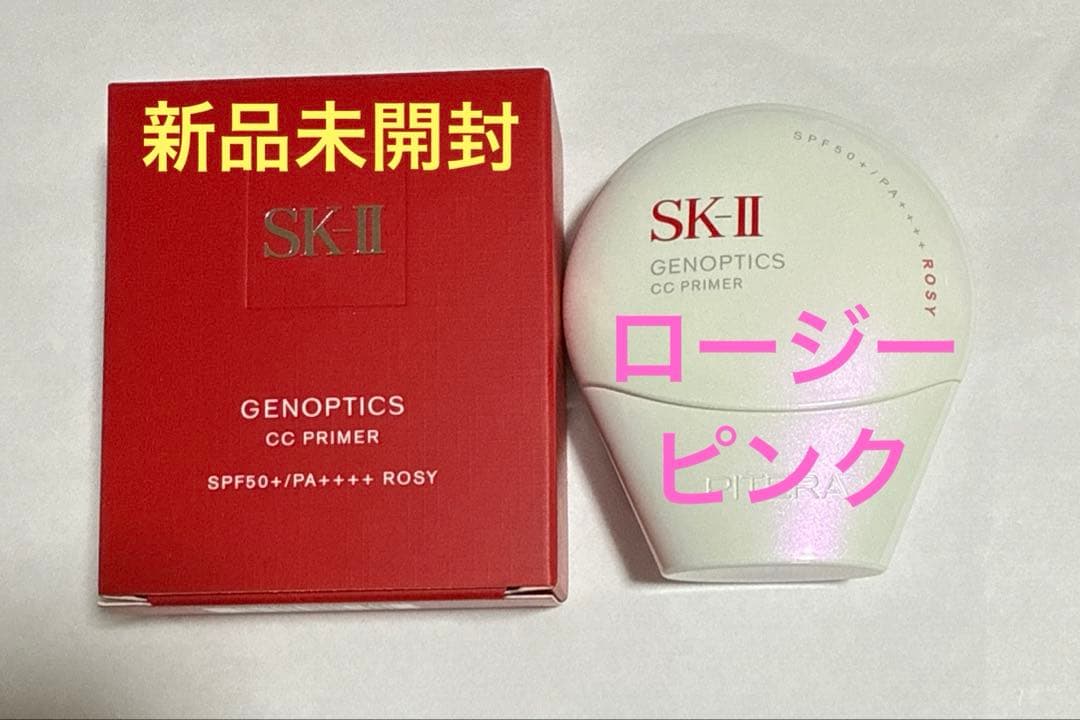 新品未開封
SK-II
GENOPTICS
CC PRIMER
SPF50+/PA++++ ROSY
SPF50+/PA++++ ROSY
SK-II
GENOPTICS
CC PRIMER
ロージー
ピンク
PITERA